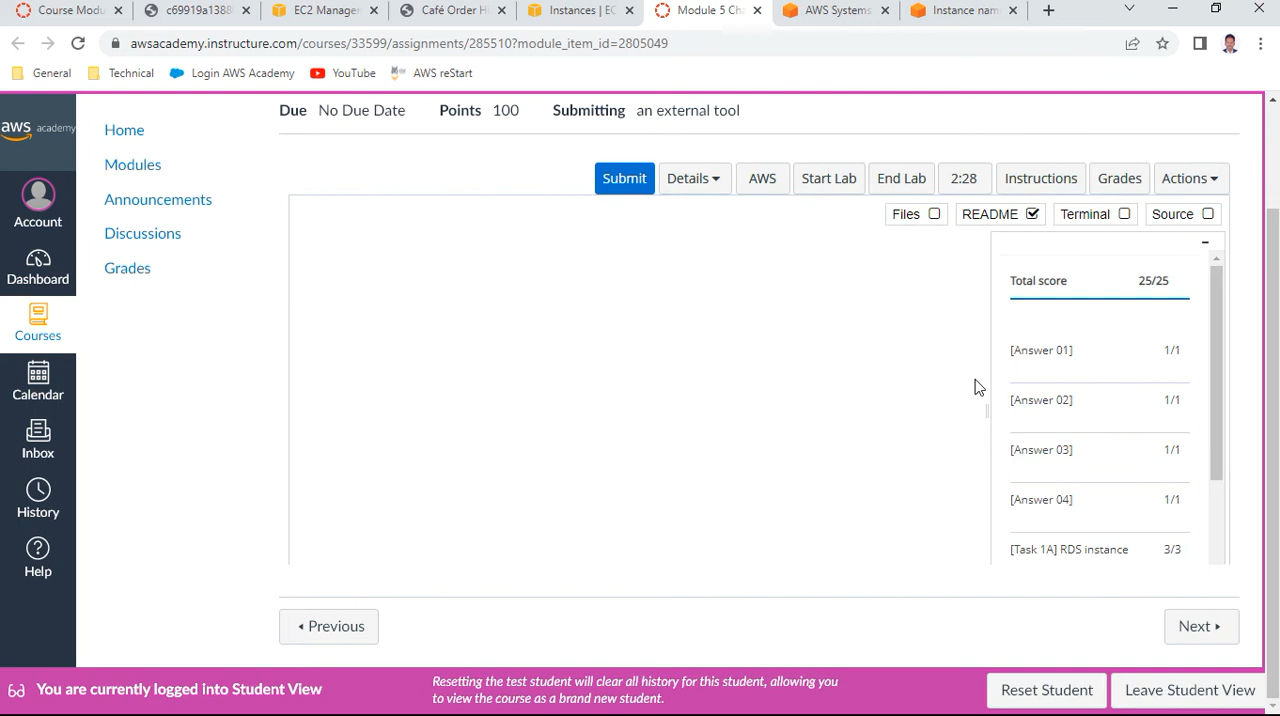 Course Modu
c69919a1388
EC2 Manage
Café Order Hi
Instances | EC
Module 5 Cha
AWS Systems
Instance nam
awsacademy.instructure.com/courses/33599/assignments/285510?module_item_id=2805049
General
Technical
Login AWS Academy
YouTube
AWS reStart
aws academy
Account
Dashboard
Courses
Calendar
Inbox
History
Help
Home
Modules
Announcements
Discussions
Grades
Due No Due Date Points 100 Submitting an external tool
Submit Details AWS Start Lab End Lab 2:28 Instructions Grades Actions
Files README Terminal Source
Total score 25/25
[Answer 01] 1/1
[Answer 02] 1/1
[Answer 03] 1/1
[Answer 04] 1/1
[Task 1A] RDS instance 3/3
Previous
Next
You are currently logged into Student View
Resetting the test student will clear all history for this student, allowing you
to view the course as a brand new student.
Reset Student
Leave Student View